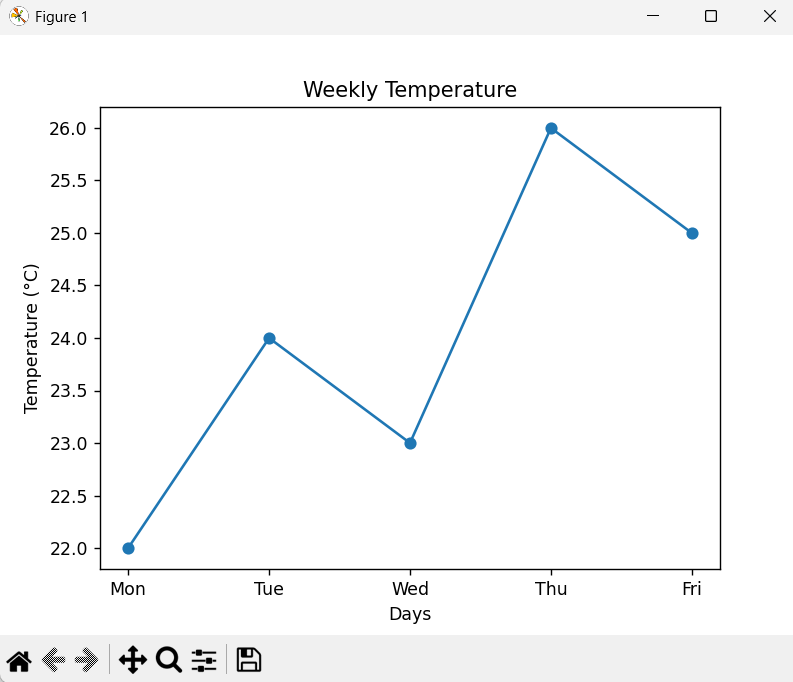 Figure 1
Weekly Temperature
26.0
25.5
25.0
24.5
24.0
23.5
23.0
22.5
22.0
Temperature (°C)
Mon Tue Wed Thu Fri
Days